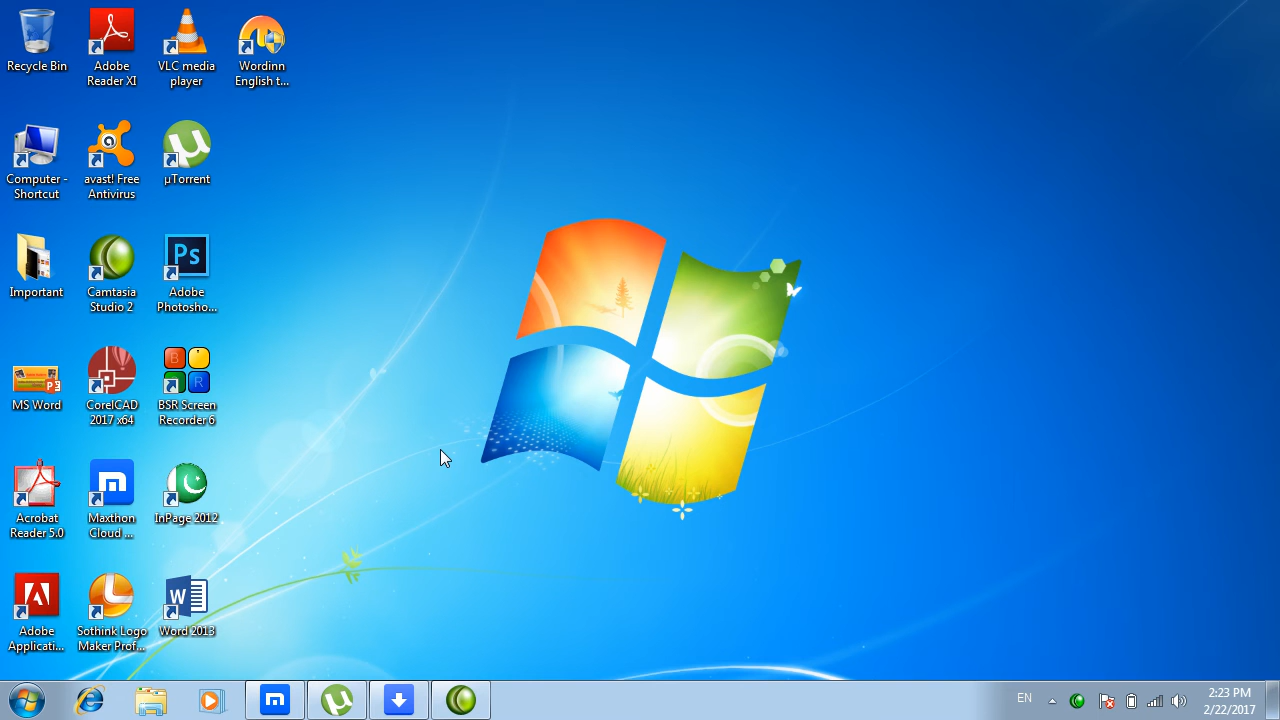 Recycle Bin
Adobe
Reader XI
VLC media
player
Wordinn
English t...
Computer -
Shortcut
avast! Free
Antivirus
µTorrent
Important
Camtasia
Studio 2
Ps
Adobe
Photosho...
MS Word
CorelCAD
2017 x64
B
R
BSR Screen
Recorder 6
Acrobat
Reader 5.0
Maxthon
Cloud ...
InPage 2012
Adobe
Applicati...
Sothink Logo
Maker Prof...
W
Word 2013
EN
2:23 PM
2/22/2017